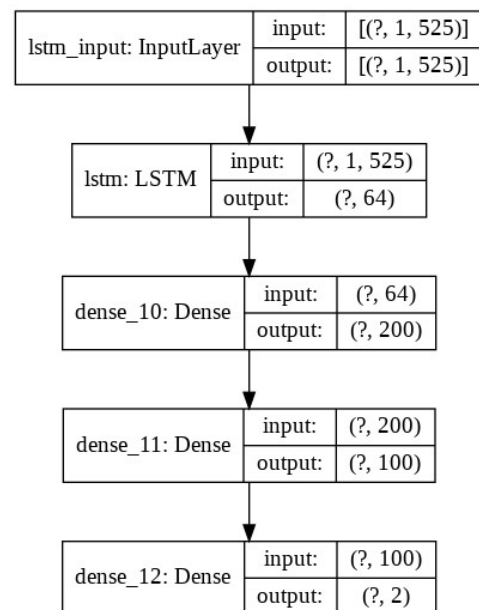 lstm_input: InputLayer
input: [(?, 1, 525)]
output: [(?, 1, 525)]
lstm: LSTM
input: (?, 1, 525)
output: (?, 64)
dense_10: Dense
input: (?, 64)
output: (?, 200)
dense_11: Dense
input: (?, 200)
output: (?, 100)
dense_12: Dense
input: (?, 100)
output: (?, 2)